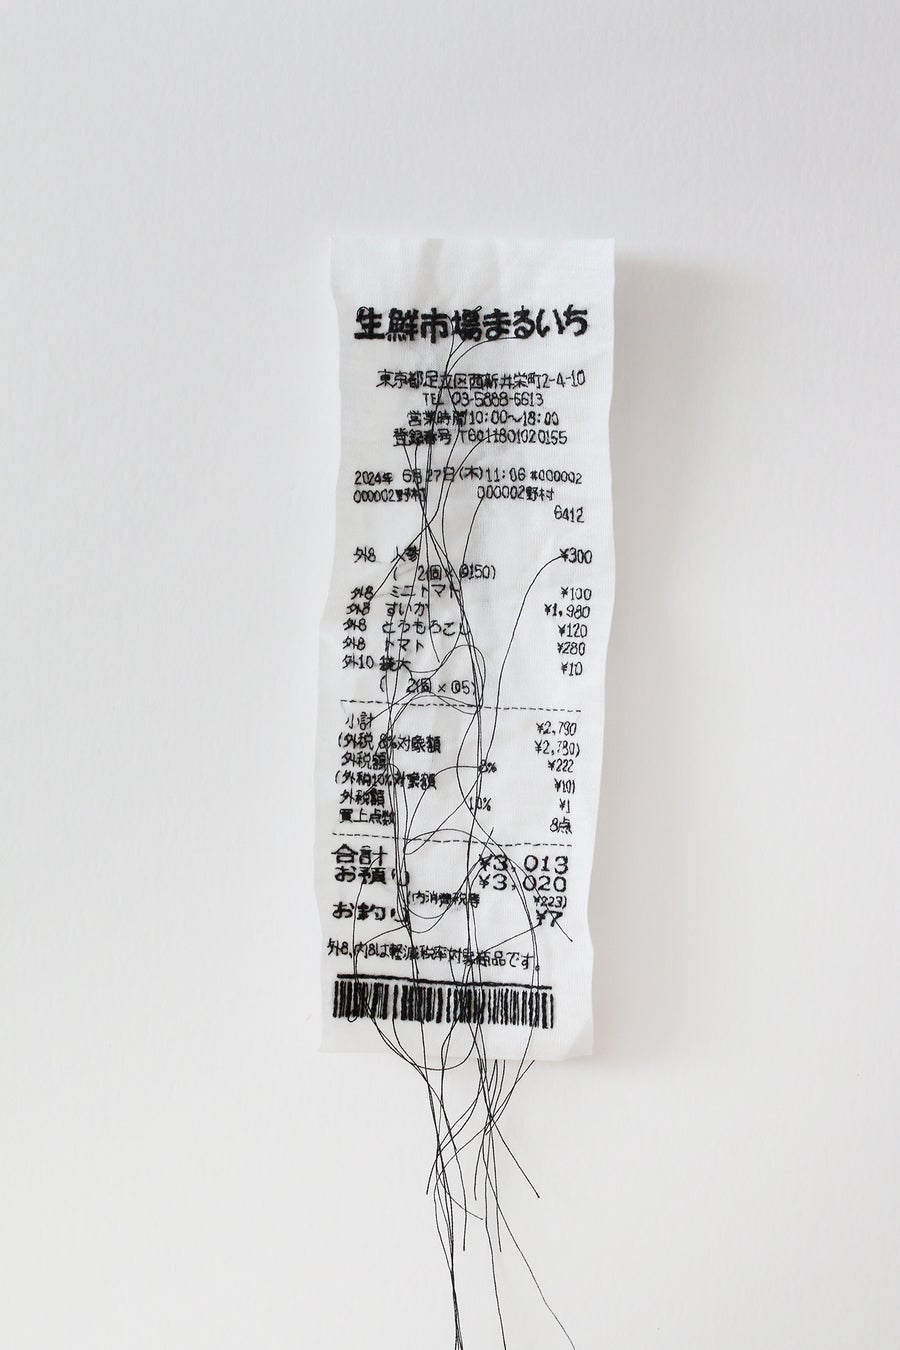 生鮮市場まるいち
東京都足立区西新井栄町2-4-10
TEL 03-5888-6613
営業時間10:00~18:00
登録番号 T6011801020155
2024年 6月27日(木)11:06 #000002
000002野村 000002野村
6412
外8 人参 ¥300
( 2個 × @150)
外8 ミニトマト ¥100
外8 すいか ¥1,980
外8 とうもろこし ¥120
外8 トマト ¥280
外10 袋大 ¥10
( 2個 × @5)
小計 ¥2,790
(外税 8%対象額 ¥2,780)
外税額 8% ¥222
(外税10%対象額 ¥10)
外税額 10% ¥1
買上点数 8点
合計 ¥3,013
お預り ¥3,020
(内消費税等 ¥223)
お釣り ¥7
外8,内8は軽減税率対象商品です。